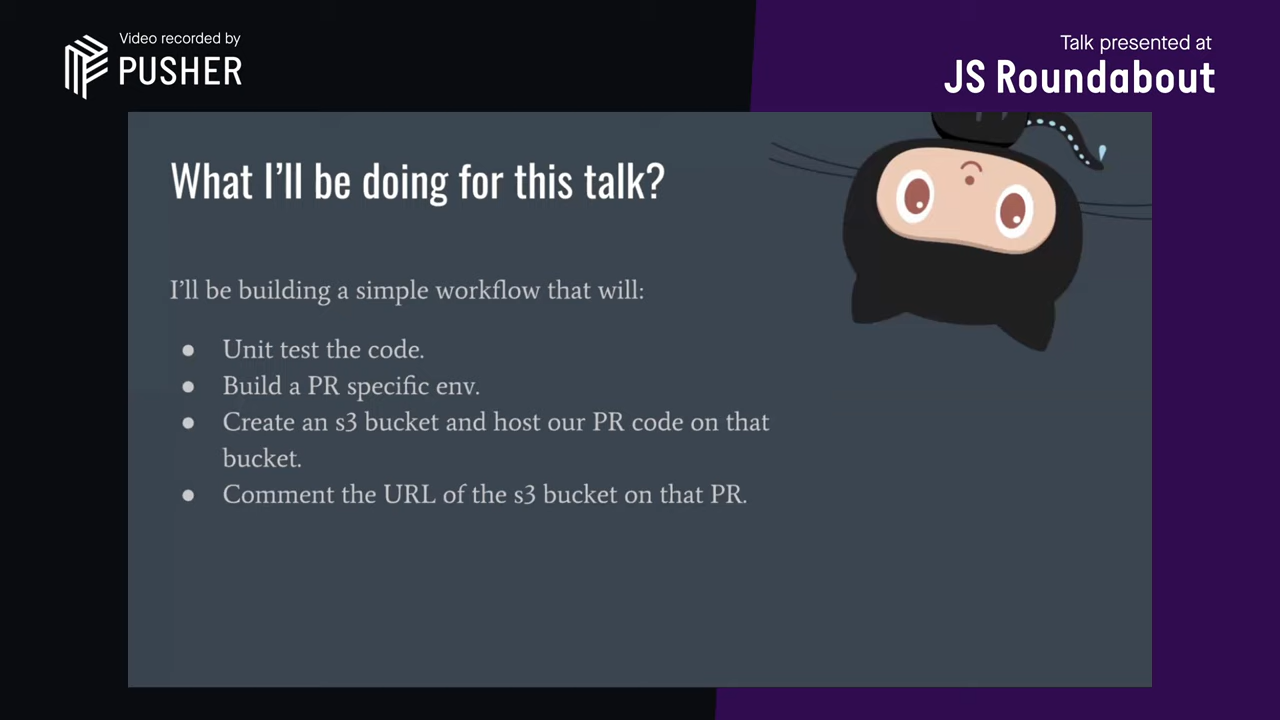 Video recorded by
PUSHER
Talk presented at
JS Roundabout
What I'll be doing for this talk?
I'll be building a simple workflow that will:
● Unit test the code.
● Build a PR specific env.
● Create an s3 bucket and host our PR code on that
bucket.
● Comment the URL of the s3 bucket on that PR.